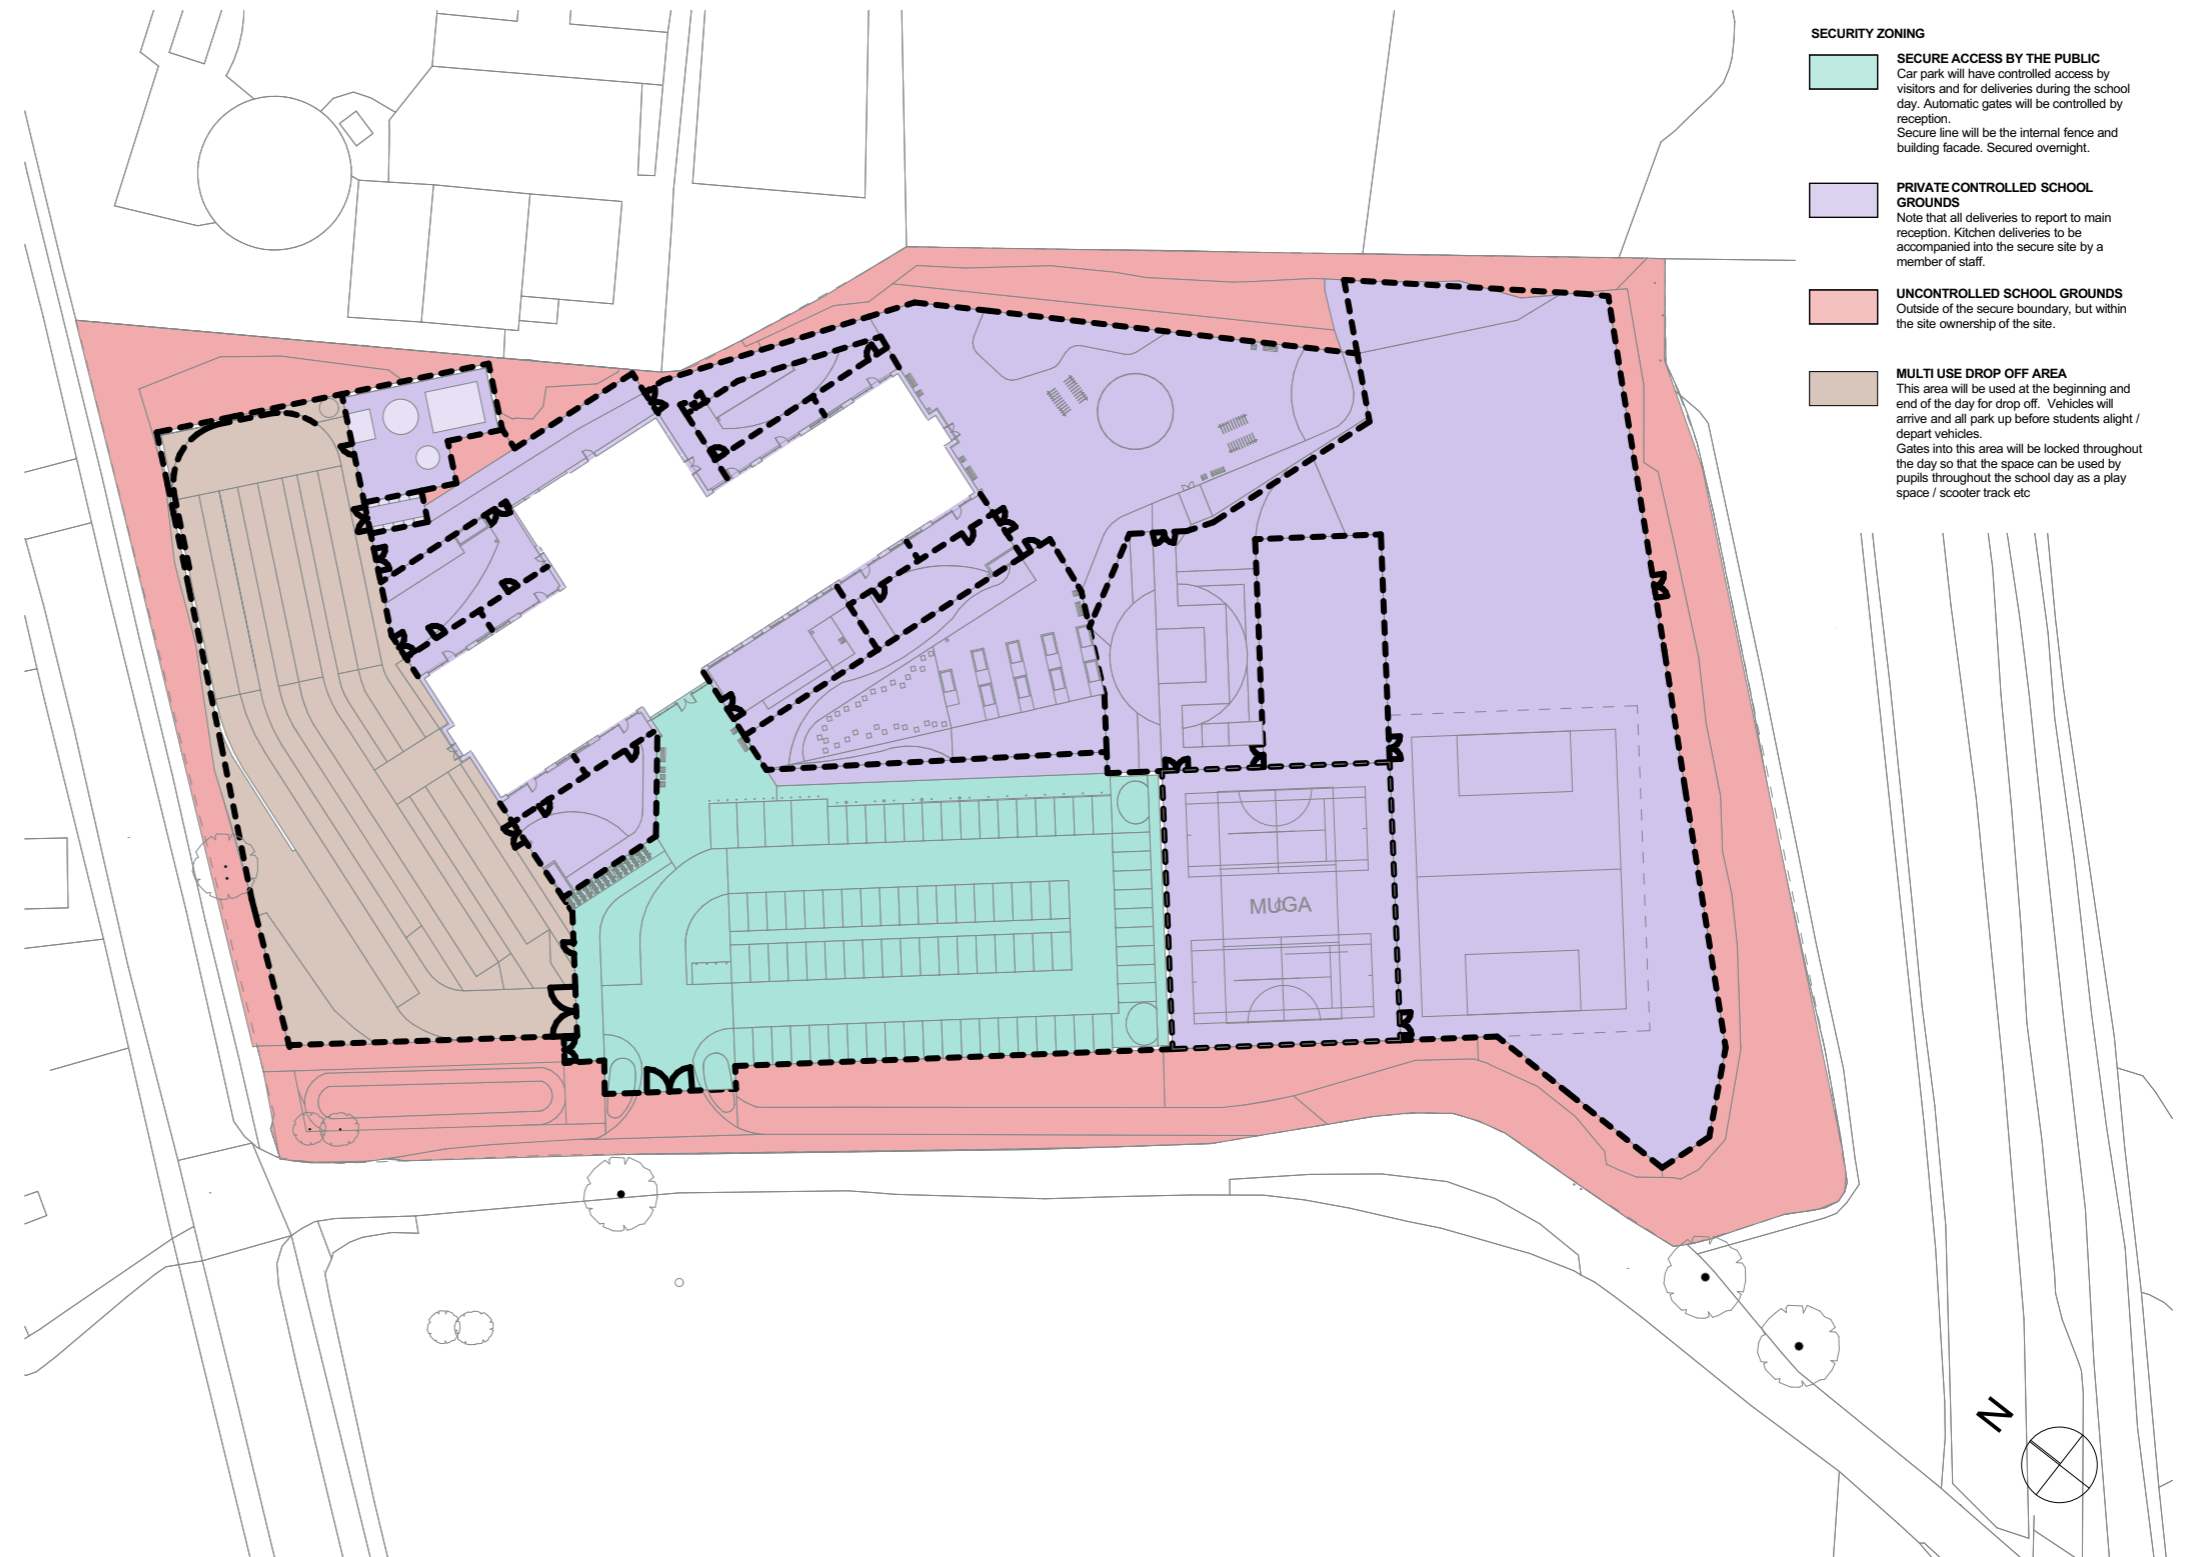 SECURITY ZONING
SECURE ACCESS BY THE PUBLIC
Car park will have controlled access by
visitors and for deliveries during the school
day. Automatic gates will be controlled by
reception.
Secure line will be the internal fence and
building facade. Secured overnight.
PRIVATE CONTROLLED SCHOOL
GROUNDS
Note that all deliveries to report to main
reception. Kitchen deliveries to be
accompanied into the secure site by a
member of staff.
UNCONTROLLED SCHOOL GROUNDS
Outside of the secure boundary, but within
the site ownership of the site.
MULTI USE DROP OFF AREA
This area will be used at the beginning and
end of the day for drop off. Vehicles will
arrive and all park up before students alight /
depart vehicles.
Gates into this area will be locked throughout
the day so that the space can be used by
pupils throughout the school day as a play
space / scooter track etc
MUGA
N